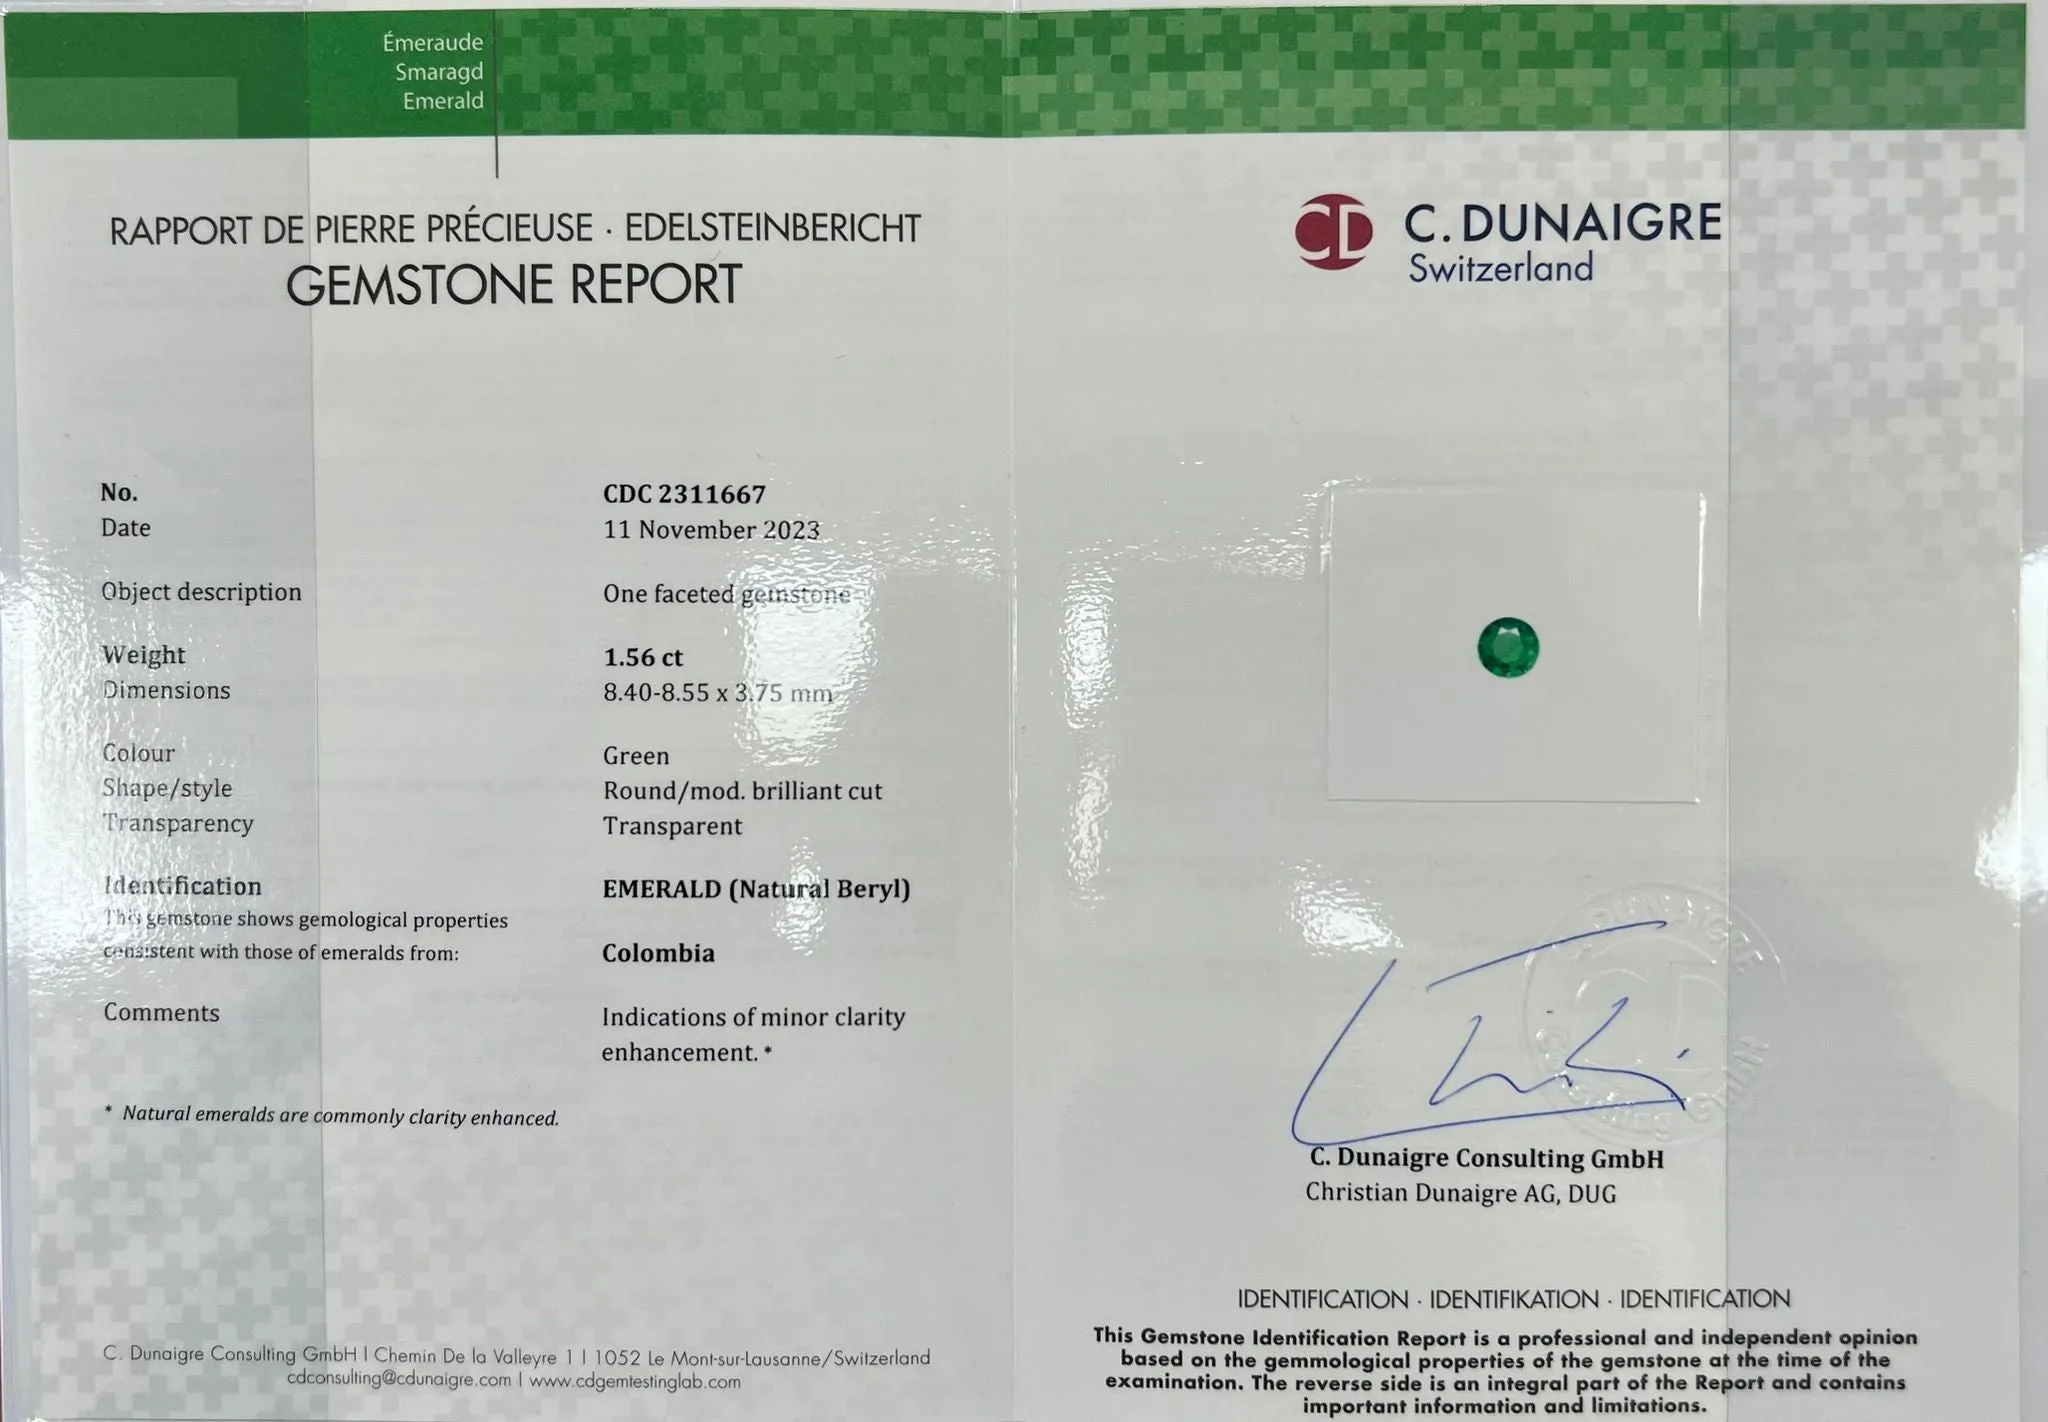 Émeraude
Smaragd
Emerald
RAPPORT DE PIERRE PRÉCIEUSE · EDELSTEINBERICHT
GEMSTONE REPORT
No. CDC 2311667
Date 11 November 2023
Object description One faceted gemstone
Weight 1.56 ct
Dimensions 8.40-8.55 x 3.75 mm
Colour Green
Shape/style Round/mod. brilliant cut
Transparency Transparent
Identification EMERALD (Natural Beryl)
This gemstone shows gemological properties
consistent with those of emeralds from: Colombia
Comments Indications of minor clarity
enhancement. *
* Natural emeralds are commonly clarity enhanced.
C. Dunaigre Consulting GmbH | Chemin De la Valleyre 1 | 1052 Le Mont-sur-Lausanne/Switzerland
cdconsulting@cdunaigre.com | www.cdgemtestinglab.com
CD C. DUNAIGRE
Switzerland
C. Dunaigre Consulting GmbH
Christian Dunaigre AG, DUG
IDENTIFICATION · IDENTIFIKATION · IDENTIFICATION
This Gemstone Identification Report is a professional and independent opinion
based on the gemmological properties of the gemstone at the time of the
examination. The reverse side is an integral part of the Report and contains
important information and limitations.